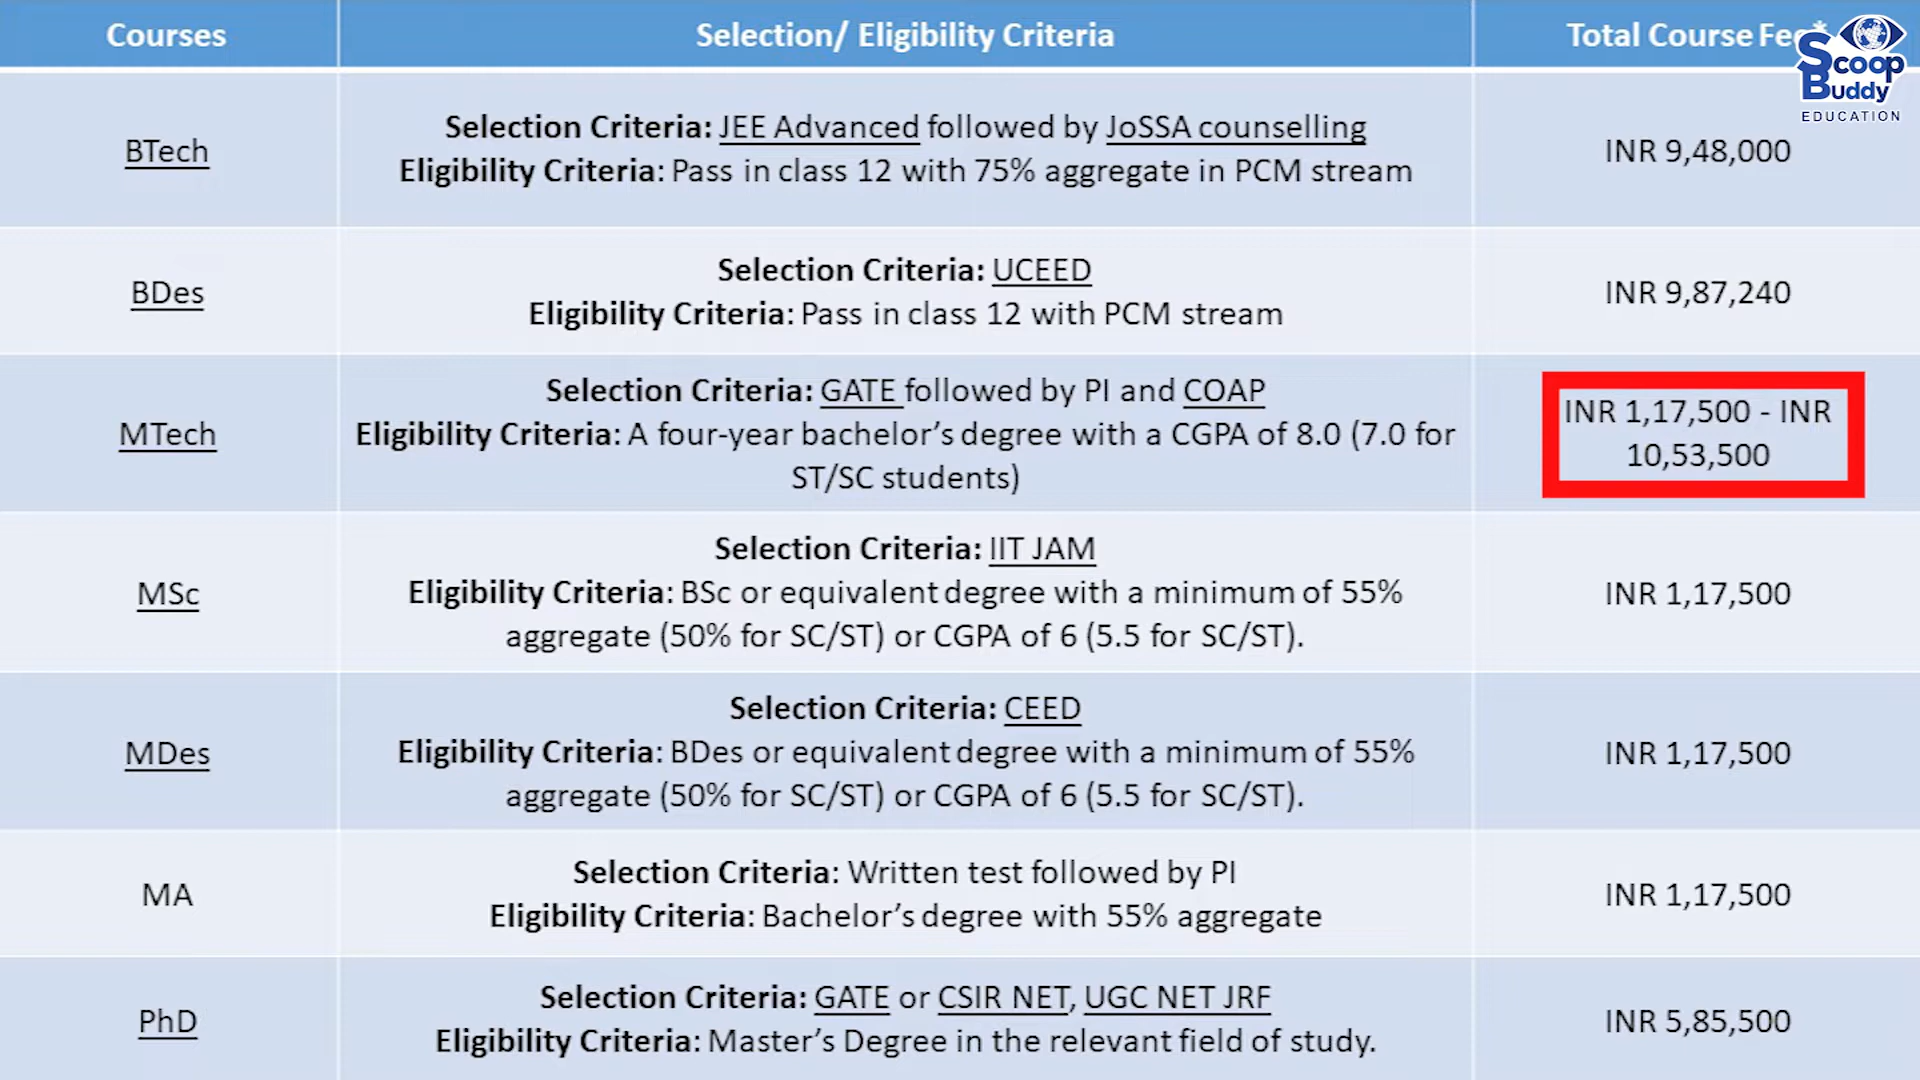 Courses
Selection/ Eligibility Criteria
Total Course Fee*
Scoop
Buddy
EDUCATION
BTech
Selection Criteria: JEE Advanced followed by JoSSA counselling
Eligibility Criteria: Pass in class 12 with 75% aggregate in PCM stream
INR 9,48,000
BDes
Selection Criteria: UCEED
Eligibility Criteria: Pass in class 12 with PCM stream
INR 9,87,240
MTech
Selection Criteria: GATE followed by PI and COAP
Eligibility Criteria: A four-year bachelor’s degree with a CGPA of 8.0 (7.0 for
ST/SC students)
INR 1,17,500 - INR
10,53,500
MSc
Selection Criteria: IIT JAM
Eligibility Criteria: BSc or equivalent degree with a minimum of 55%
aggregate (50% for SC/ST) or CGPA of 6 (5.5 for SC/ST).
INR 1,17,500
MDes
Selection Criteria: CEED
Eligibility Criteria: BDes or equivalent degree with a minimum of 55%
aggregate (50% for SC/ST) or CGPA of 6 (5.5 for SC/ST).
INR 1,17,500
MA
Selection Criteria: Written test followed by PI
Eligibility Criteria: Bachelor’s degree with 55% aggregate
INR 1,17,500
PhD
Selection Criteria: GATE or CSIR NET, UGC NET JRF
Eligibility Criteria: Master’s Degree in the relevant field of study.
INR 5,85,500